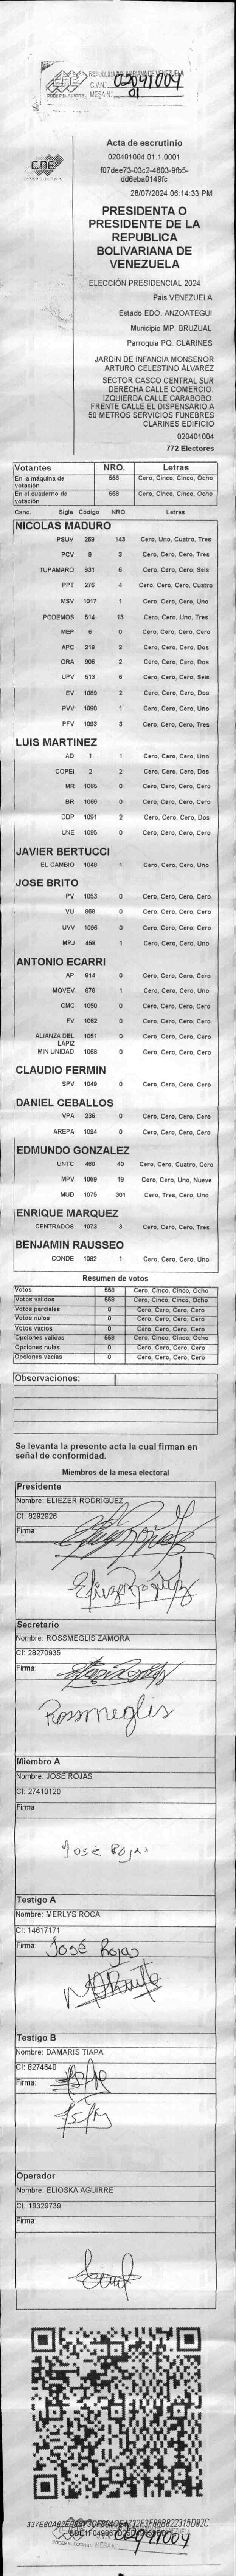 REPÚBLICA BOLIVARIANA DE VENEZUELA
CNE
C.V.N°: 02041004
PODER ELECTORAL MESA N°: 01
CNE
Acta de escrutinio
020401004.01.1.0001
f07dee73-03c2-4603-9fb5-
dd6eba0149fc
28/07/2024 06:14:33 PM
PRESIDENTA O
PRESIDENTE DE LA
REPUBLICA
BOLIVARIANA DE
VENEZUELA
ELECCIÓN PRESIDENCIAL 2024
País VENEZUELA
Estado EDO. ANZOATEGUI
Municipio MP. BRUZUAL
Parroquia PQ. CLARINES
JARDIN DE INFANCIA MONSENOR
ARTURO CELESTINO ÁLVAREZ
SECTOR CASCO CENTRAL SUR
DERECHA CALLE COMERCIO.
IZQUIERDA CALLE CARABOBO.
FRENTE CALLE EL DISPENSARIO A
50 METROS SERVICIOS FUNEBRES
CLARINES EDIFICIO
020401004
772 Electores
Votantes NRO. Letras
En la máquina de votación 558 Cero, Cinco, Cinco, Ocho
En el cuaderno de votación 558 Cero, Cinco, Cinco, Ocho
Cand. Sigla Código NRO. Letras
NICOLAS MADURO
PSUV 269 143 Cero, Uno, Cuatro, Tres
PCV 9 3 Cero, Cero, Cero, Tres
TUPAMARO 931 6 Cero, Cero, Cero, Seis
PPT 276 4 Cero, Cero, Cero, Cuatro
MSV 1017 1 Cero, Cero, Cero, Uno
PODEMOS 514 13 Cero, Cero, Uno, Tres
MEP 6 0 Cero, Cero, Cero, Cero
APC 219 2 Cero, Cero, Cero, Dos
ORA 906 2 Cero, Cero, Cero, Dos
UPV 513 6 Cero, Cero, Cero, Seis
EV 1089 2 Cero, Cero, Cero, Dos
PVV 1090 1 Cero, Cero, Cero, Uno
PFV 1093 3 Cero, Cero, Cero, Tres
LUIS MARTINEZ
AD 1 1 Cero, Cero, Cero, Uno
COPEI 2 2 Cero, Cero, Cero, Dos
MR 1055 0 Cero, Cero, Cero, Cero
BR 1066 0 Cero, Cero, Cero, Cero
DDP 1091 2 Cero, Cero, Cero, Dos
UNE 1095 0 Cero, Cero, Cero, Cero
JAVIER BERTUCCI
EL CAMBIO 1048 1 Cero, Cero, Cero, Uno
JOSE BRITO
PV 1053 0 Cero, Cero, Cero, Cero
VU 868 0 Cero, Cero, Cero, Cero
UVV 1096 0 Cero, Cero, Cero, Cero
MPJ 458 1 Cero, Cero, Cero, Uno
ANTONIO ECARRI
AP 814 0 Cero, Cero, Cero, Cero
MOVEV 878 1 Cero, Cero, Cero, Uno
CMC 1050 0 Cero, Cero, Cero, Cero
FV 1062 0 Cero, Cero, Cero, Cero
ALIANZA DEL LAPIZ 1061 0 Cero, Cero, Cero, Cero
MIN UNIDAD 1068 0 Cero, Cero, Cero, Cero
CLAUDIO FERMIN
SPV 1049 0 Cero, Cero, Cero, Cero
DANIEL CEBALLOS
VPA 236 0 Cero, Cero, Cero, Cero
AREPA 1094 0 Cero, Cero, Cero, Cero
EDMUNDO GONZALEZ
UNTC 460 40 Cero, Cero, Cuatro, Cero
MPV 1069 19 Cero, Cero, Uno, Nueve
MUD 1076 301 Cero, Tres, Cero, Uno
ENRIQUE MARQUEZ
CENTRADOS 1073 3 Cero, Cero, Cero, Tres
BENJAMIN RAUSSEO
CONDE 1092 1 Cero, Cero, Cero, Uno
Resumen de votos
Votos 558 Cero, Cinco, Cinco, Ocho
Votos validos 558 Cero, Cinco, Cinco, Ocho
Votos parciales 0 Cero, Cero, Cero, Cero
Votos nulos 0 Cero, Cero, Cero, Cero
Votos vacios 0 Cero, Cero, Cero, Cero
Opciones validas 558 Cero, Cinco, Cinco, Ocho
Opciones nulas 0 Cero, Cero, Cero, Cero
Opciones vacias 0 Cero, Cero, Cero, Cero
Observaciones:
Se levanta la presente acta la cual firman en
señal de conformidad.
Miembros de la mesa electoral
Presidente
Nombre: ELIEZER RODRIGUEZ
CI: 8292926
Firma:
Secretario
Nombre: ROSSMEGLIS ZAMORA
CI: 28270935
Firma:
Rossmeglis
Miembro A
Nombre: JOSE ROJAS
CI: 27410120
Firma:
José Rojas
Testigo A
Nombre: MERLYS ROCA
CI: 14617171
Firma: José Rojas
Testigo B
Nombre: DAMARIS TIAPA
CI: 8274640
Firma:
Operador
Nombre: ELIOSKA AGUIRRE
CI: 19329739
Firma: